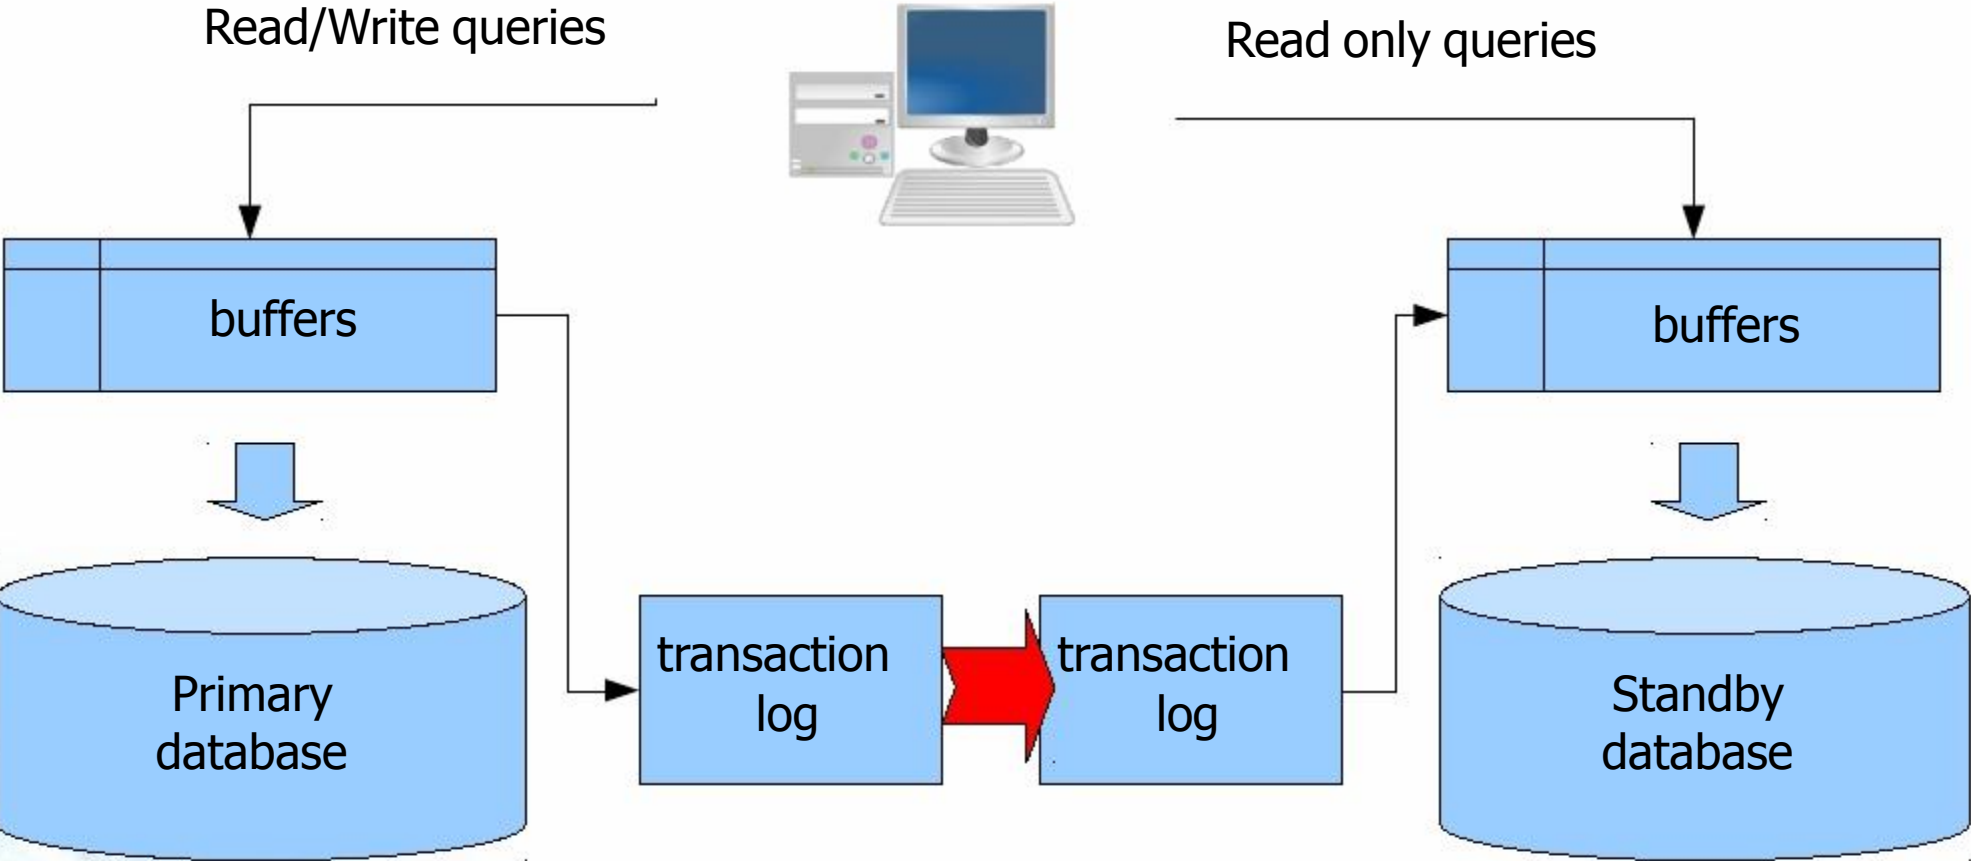 Read/Write queries
Read only queries
buffers
buffers
transaction
log
transaction
log
Primary
database
Standby
database